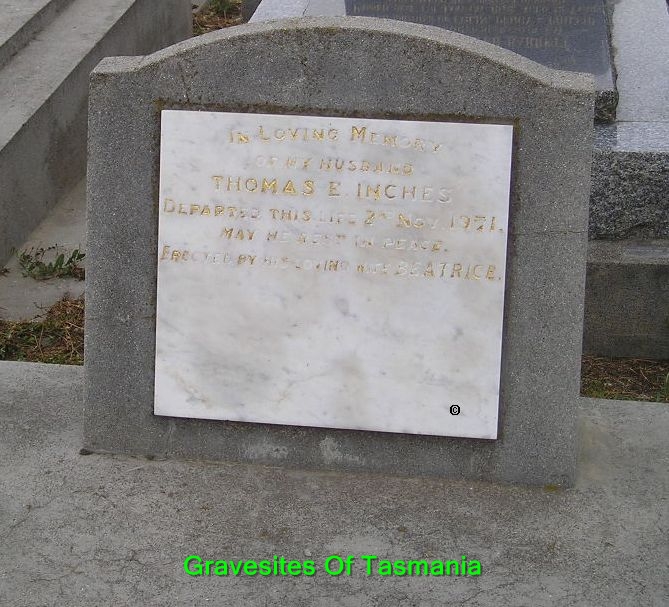 IN LOVING MEMORY
OF MY HUSBAND
THOMAS E. INCHES
DEPARTED THIS LIFE 2ND NOV. 1951.
MAY HE REST IN PEACE.
ERECTED BY HIS LOVING WIFE BEATRICE.
©
Gravesites Of Tasmania